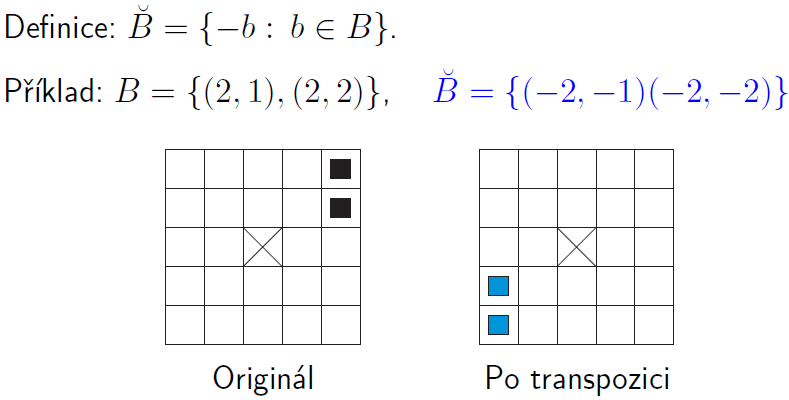 Definice: B̆ = {−b : b ∈ B}.
Příklad: B = {(2, 1), (2, 2)}, B̆ = {(−2, −1)(−2, −2)}
Originál
Po transpozici